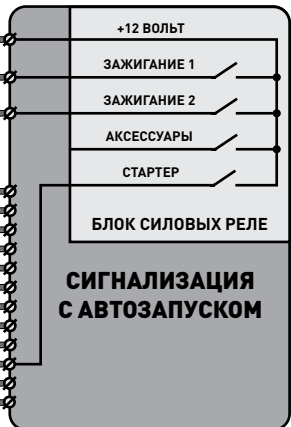 +12 ВОЛЬТ
ЗАЖИГАНИЕ 1
ЗАЖИГАНИЕ 2
АКСЕССУАРЫ
СТАРТЕР
БЛОК СИЛОВЫХ РЕЛЕ
СИГНАЛИЗАЦИЯ
С АВТОЗАПУСКОМ